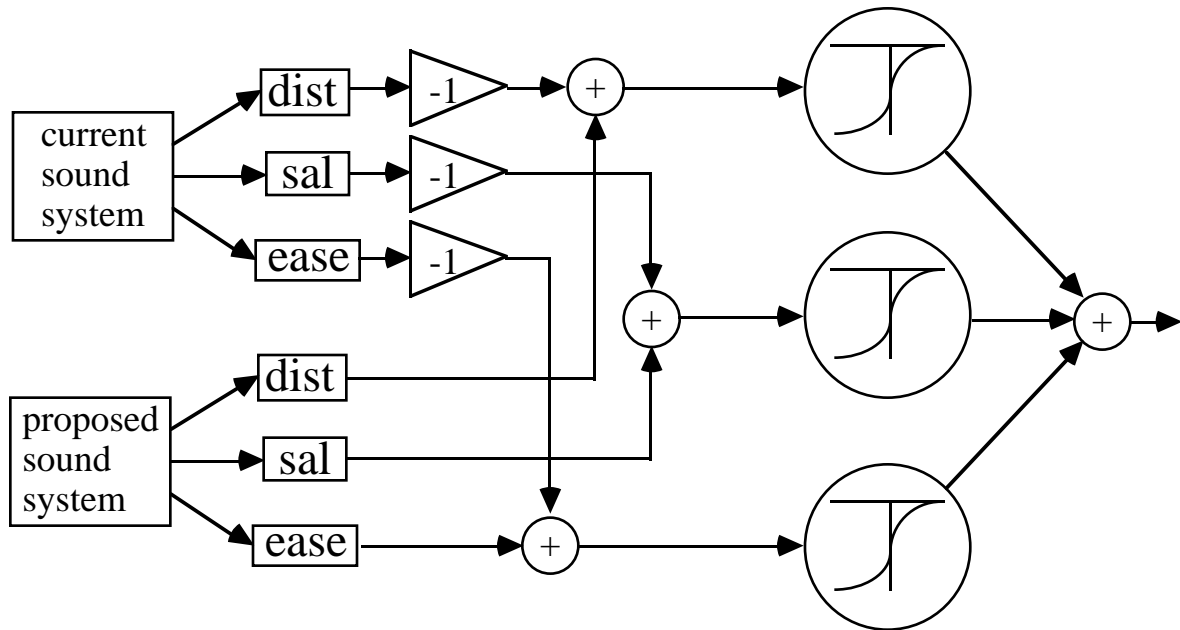 current
sound
system
dist
sal
ease
-1
-1
-1
+
+
+
+
proposed
sound
system
dist
sal
ease